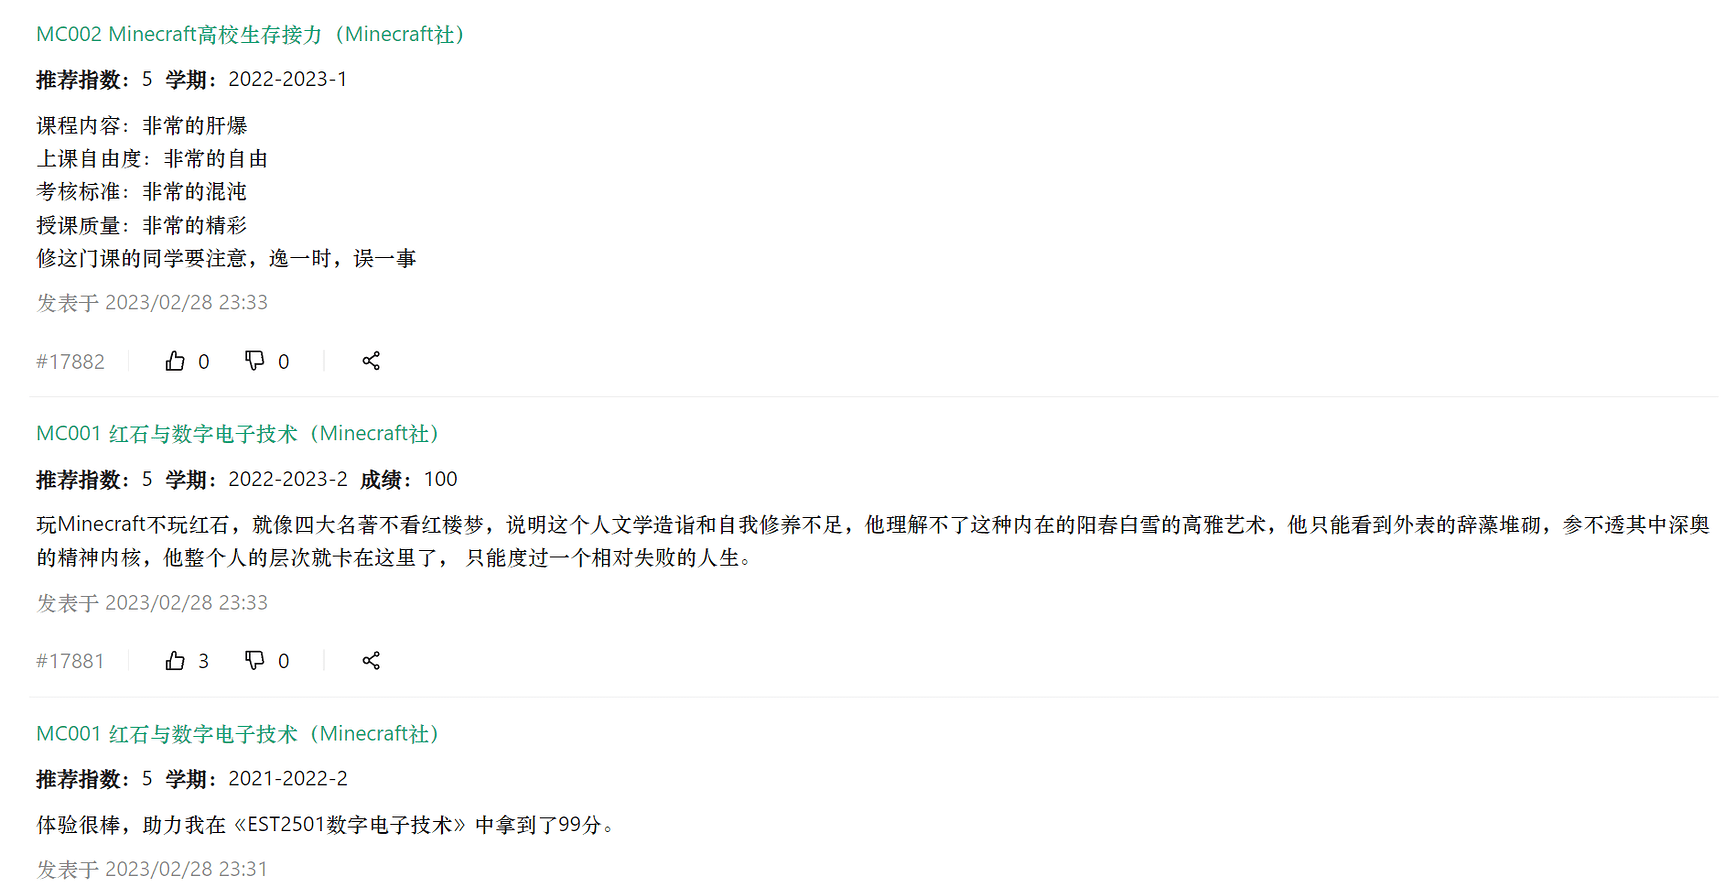 MC002 Minecraft高校生存接力（Minecraft社）
推荐指数：5 学期：2022-2023-1
课程内容：非常的肝爆
上课自由度：非常的自由
考核标准：非常的混沌
授课质量：非常的精彩
修这门课的同学要注意，逸一时，误一事
发表于 2023/02/28 23:33
#17882 0 0
MC001 红石与数字电子技术（Minecraft社）
推荐指数：5 学期：2022-2023-2 成绩：100
玩Minecraft不玩红石，就像四大名著不看红楼梦，说明这个人文学造诣和自我修养不足，他理解不了这种内在的阳春白雪的高雅艺术，他只能看到外表的辞藻堆砌，参不透其中深奥
的精神内核，他整个人的层次就卡在这里了， 只能度过一个相对失败的人生。
发表于 2023/02/28 23:33
#17881 3 0
MC001 红石与数字电子技术（Minecraft社）
推荐指数：5 学期：2021-2022-2
体验很棒，助力我在《EST2501数字电子技术》中拿到了99分。
发表于 2023/02/28 23:31